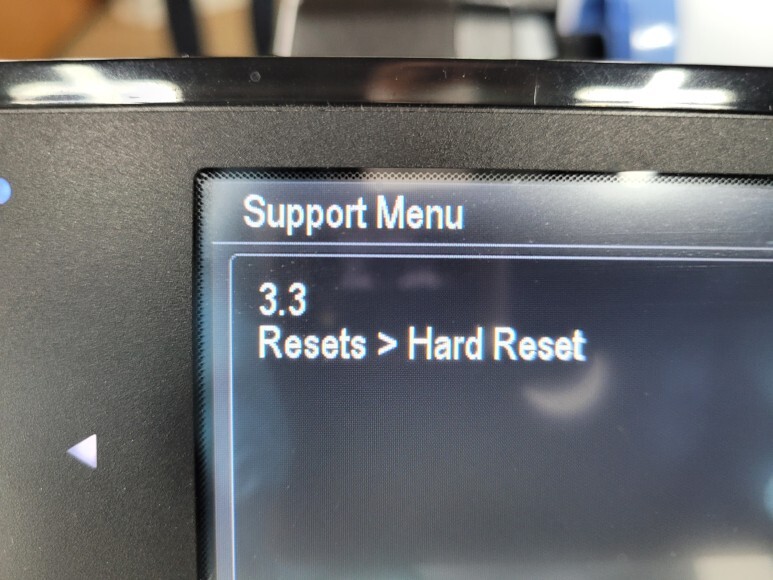 Support Menu
3.3
Resets > Hard Reset